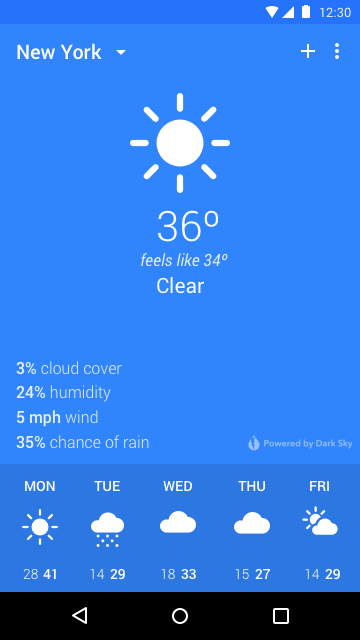 12:30
New York
36º
feels like 34º
Clear
3% cloud cover
24% humidity
5 mph wind
35% chance of rain
Powered by Dark Sky
MON TUE WED THU FRI
28 41 14 29 18 33 15 27 14 29